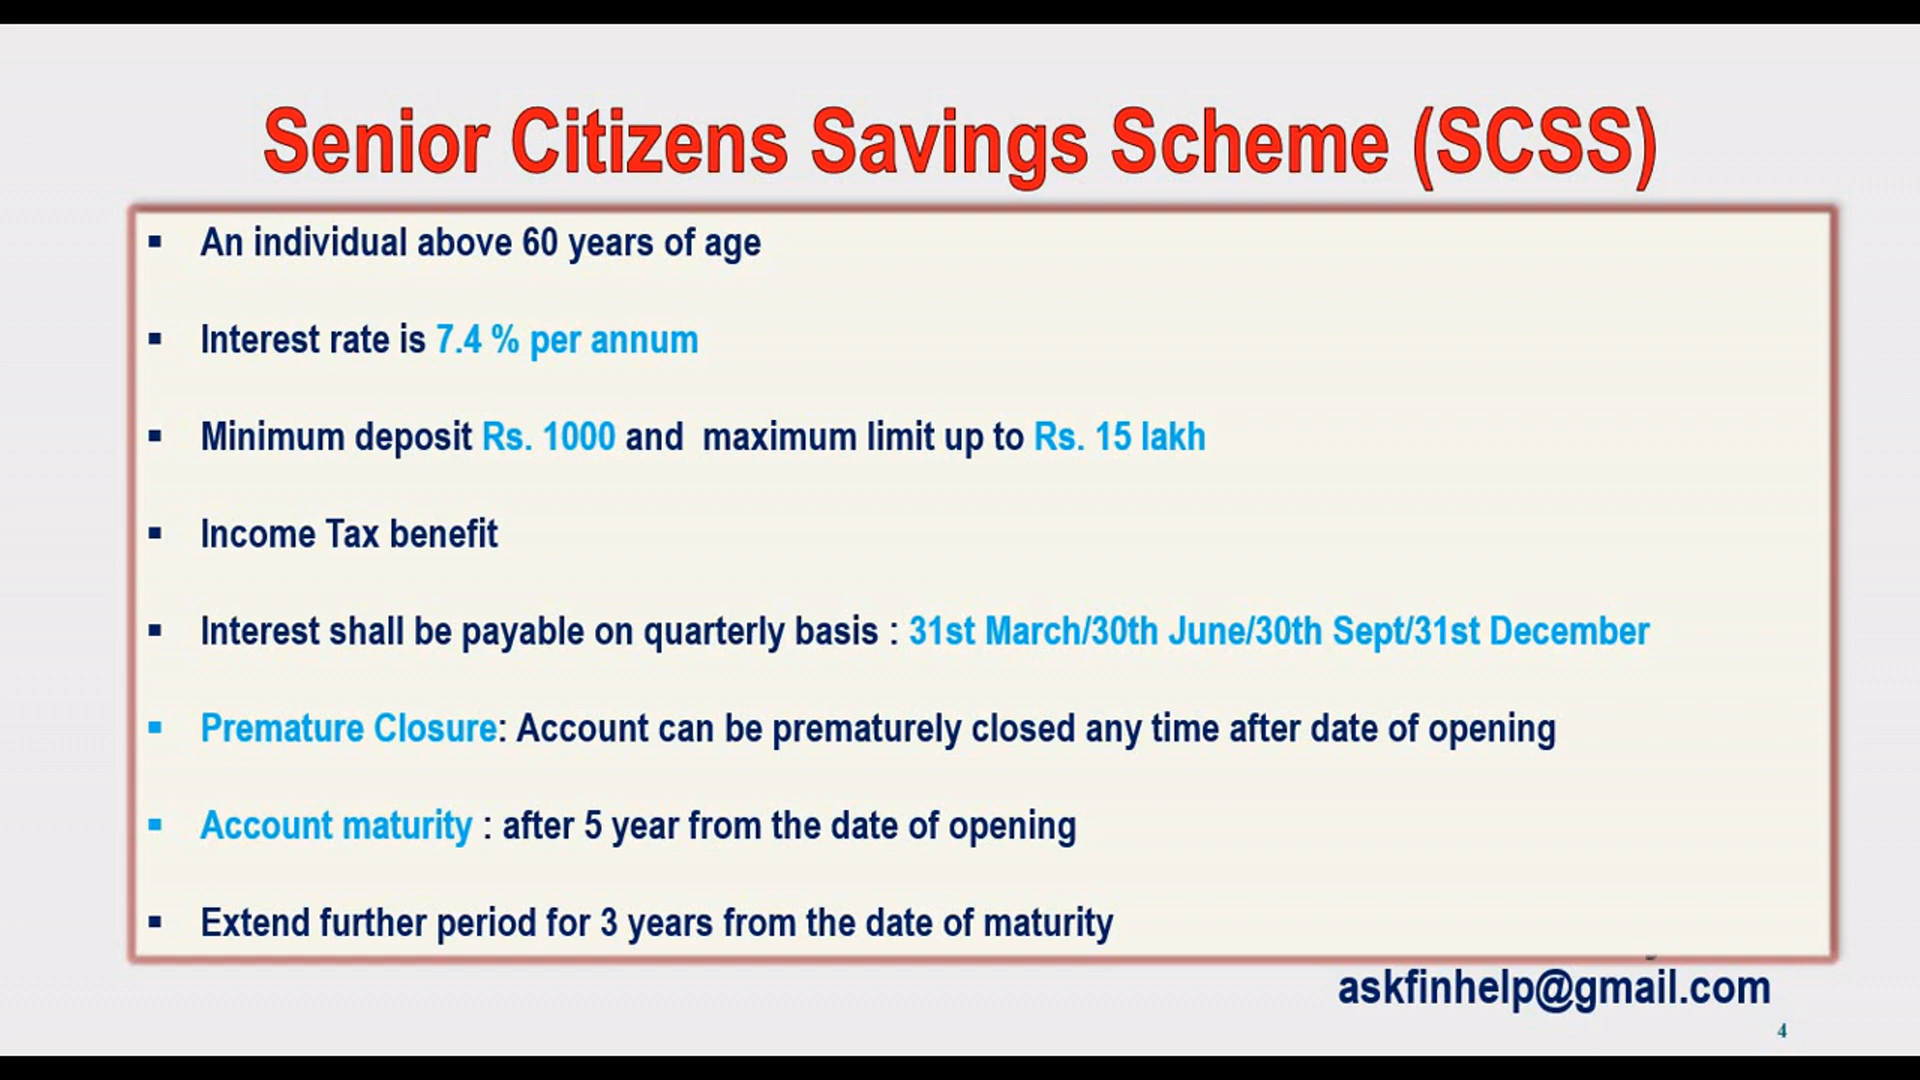 Senior Citizens Savings Scheme (SCSS)
▪ An individual above 60 years of age
▪ Interest rate is 7.4 % per annum
▪ Minimum deposit Rs. 1000 and maximum limit up to Rs. 15 lakh
▪ Income Tax benefit
▪ Interest shall be payable on quarterly basis : 31st March/30th June/30th Sept/31st December
▪ Premature Closure: Account can be prematurely closed any time after date of opening
▪ Account maturity : after 5 year from the date of opening
▪ Extend further period for 3 years from the date of maturity
askfinhelp@gmail.com
4